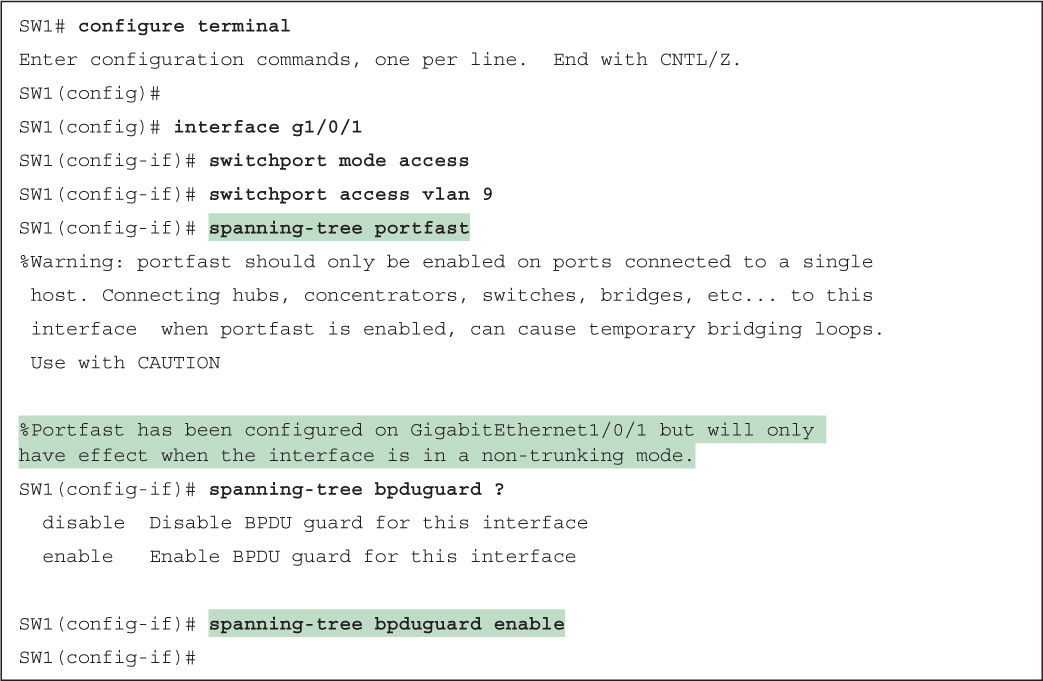 SW1# configure terminal
Enter configuration commands, one per line.  End with CNTL/Z.
SW1(config)#
SW1(config)# interface g1/0/1
SW1(config-if)# switchport mode access
SW1(config-if)# switchport access vlan 9
SW1(config-if)# spanning-tree portfast
%Warning: portfast should only be enabled on ports connected to a single
 host. Connecting hubs, concentrators, switches, bridges, etc... to this
 interface  when portfast is enabled, can cause temporary bridging loops.
 Use with CAUTION
%Portfast has been configured on GigabitEthernet1/0/1 but will only
have effect when the interface is in a non-trunking mode.
SW1(config-if)# spanning-tree bpduguard ?
  disable  Disable BPDU guard for this interface
  enable   Enable BPDU guard for this interface
SW1(config-if)# spanning-tree bpduguard enable
SW1(config-if)#